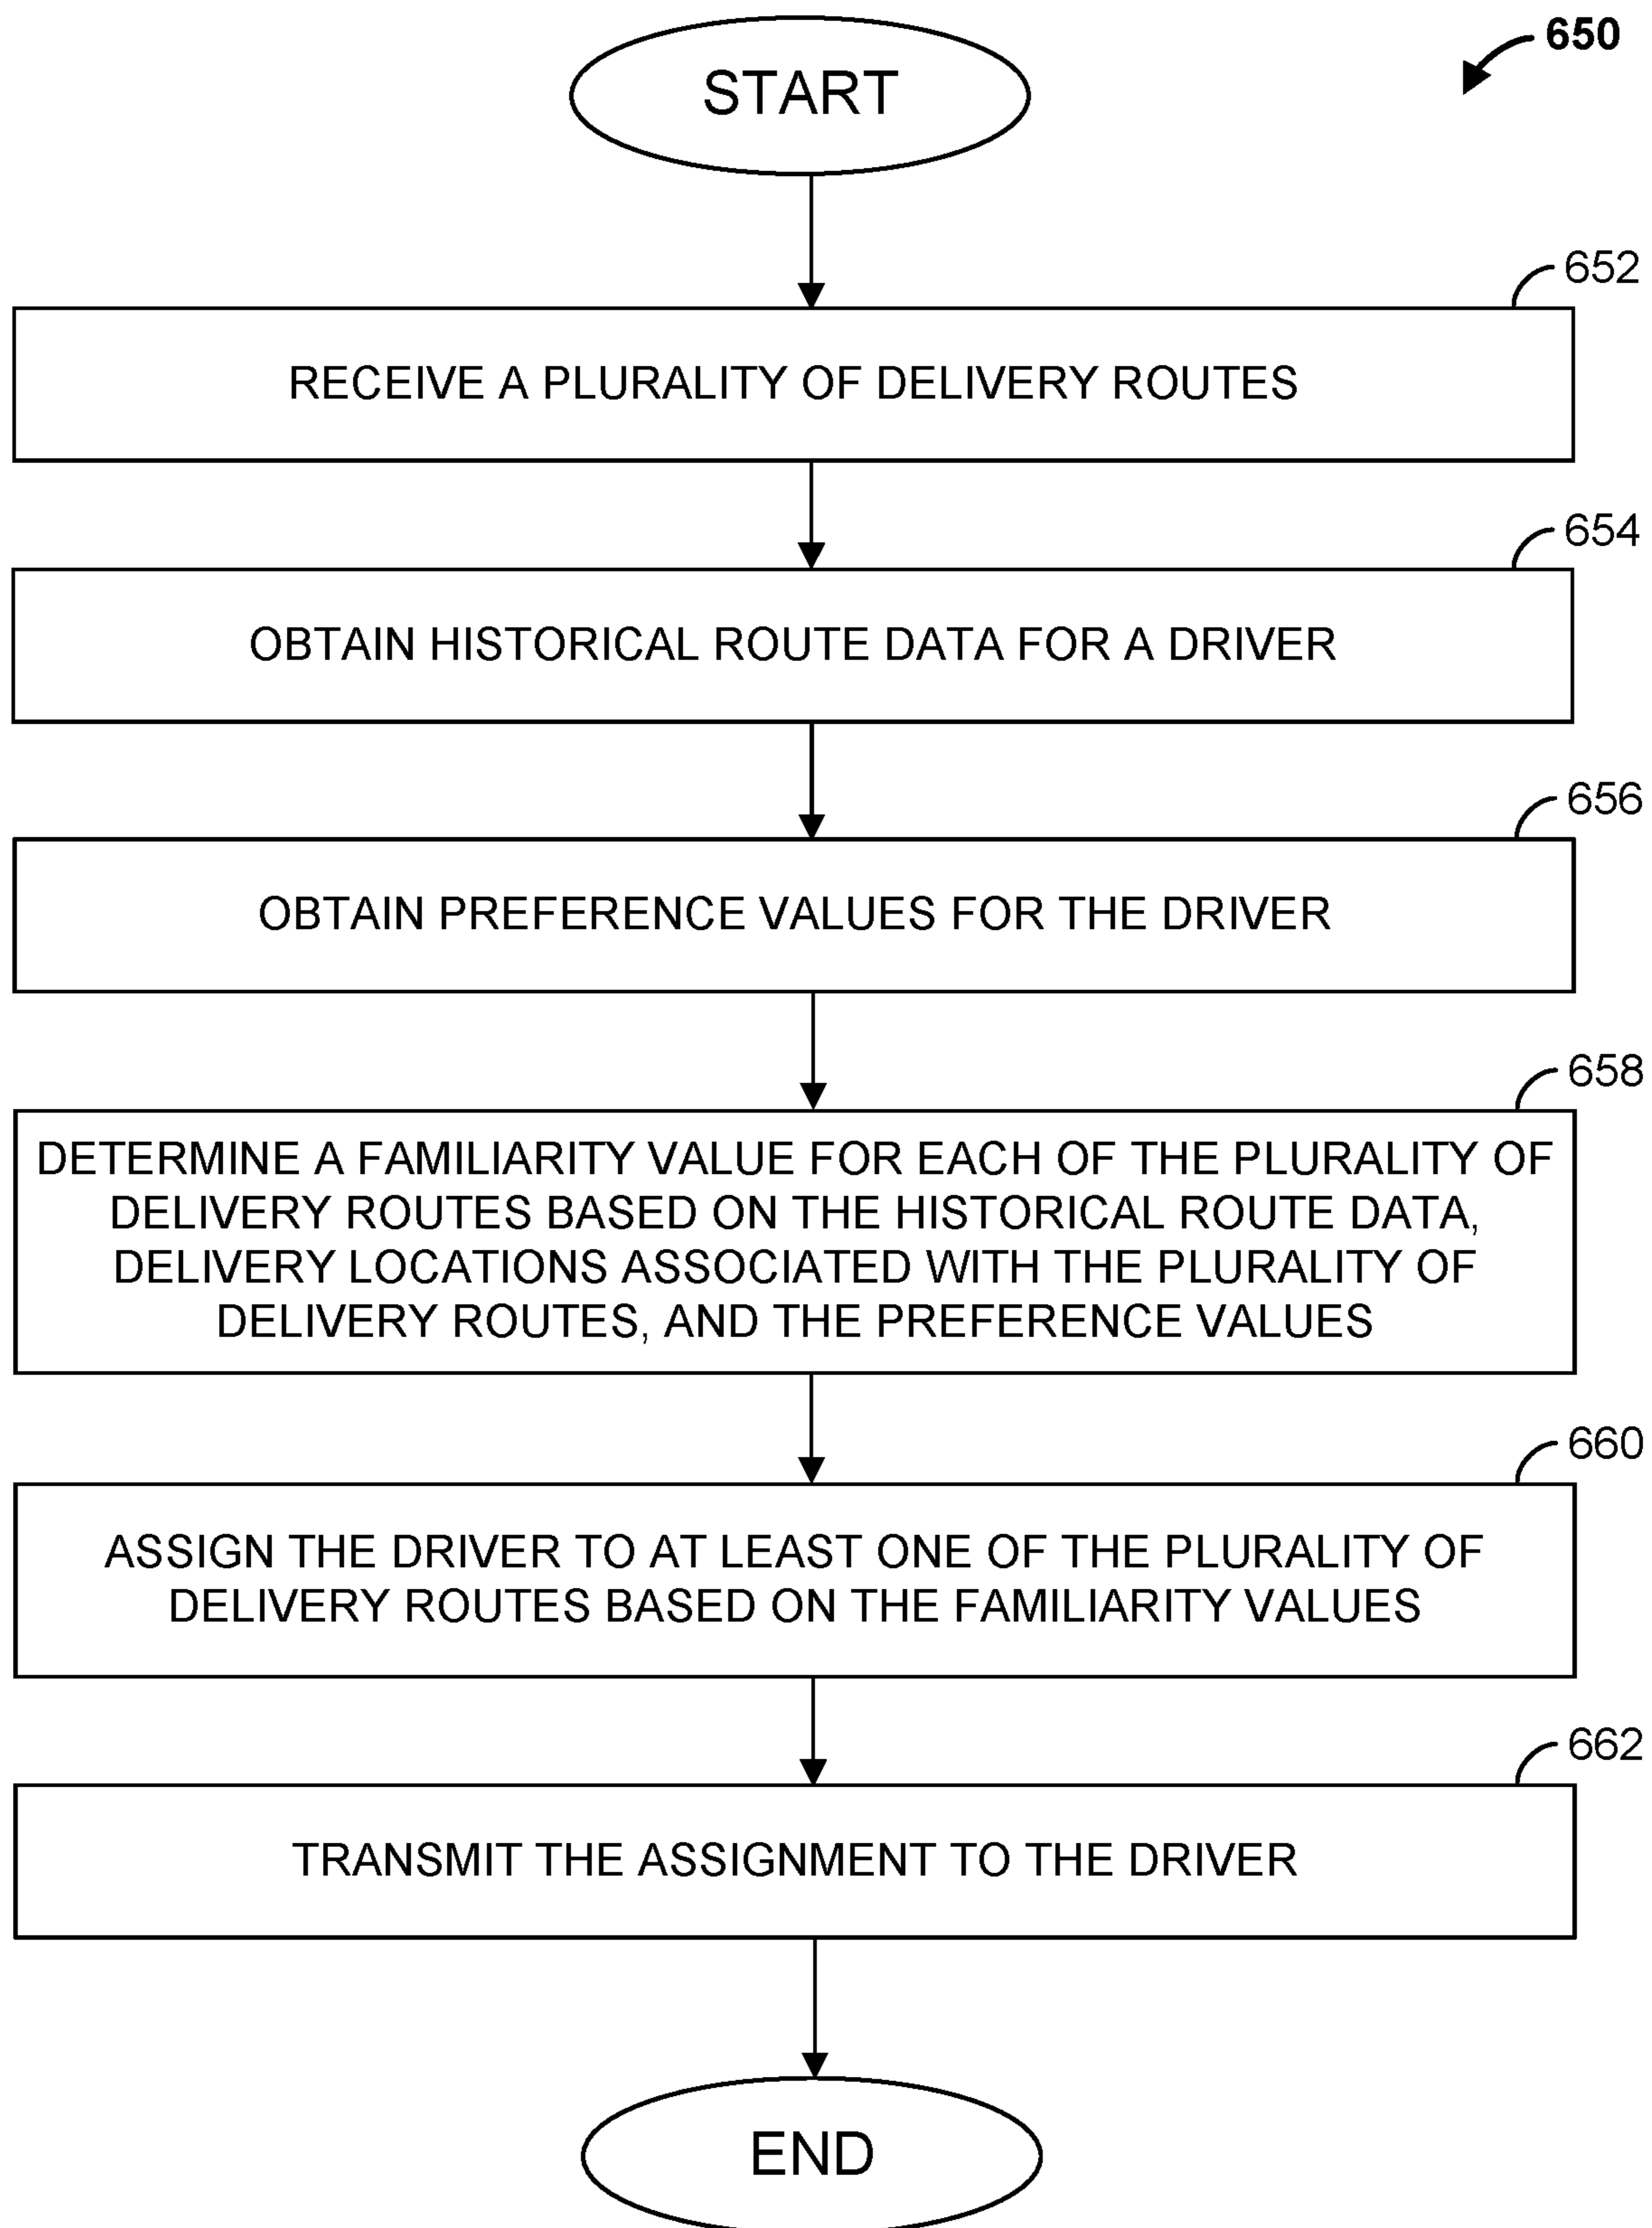 650
START
652
RECEIVE A PLURALITY OF DELIVERY ROUTES
654
OBTAIN HISTORICAL ROUTE DATA FOR A DRIVER
656
OBTAIN PREFERENCE VALUES FOR THE DRIVER
658
DETERMINE A FAMILIARITY VALUE FOR EACH OF THE PLURALITY OF
DELIVERY ROUTES BASED ON THE HISTORICAL ROUTE DATA,
DELIVERY LOCATIONS ASSOCIATED WITH THE PLURALITY OF
DELIVERY ROUTES, AND THE PREFERENCE VALUES
660
ASSIGN THE DRIVER TO AT LEAST ONE OF THE PLURALITY OF
DELIVERY ROUTES BASED ON THE FAMILIARITY VALUES
662
TRANSMIT THE ASSIGNMENT TO THE DRIVER
END